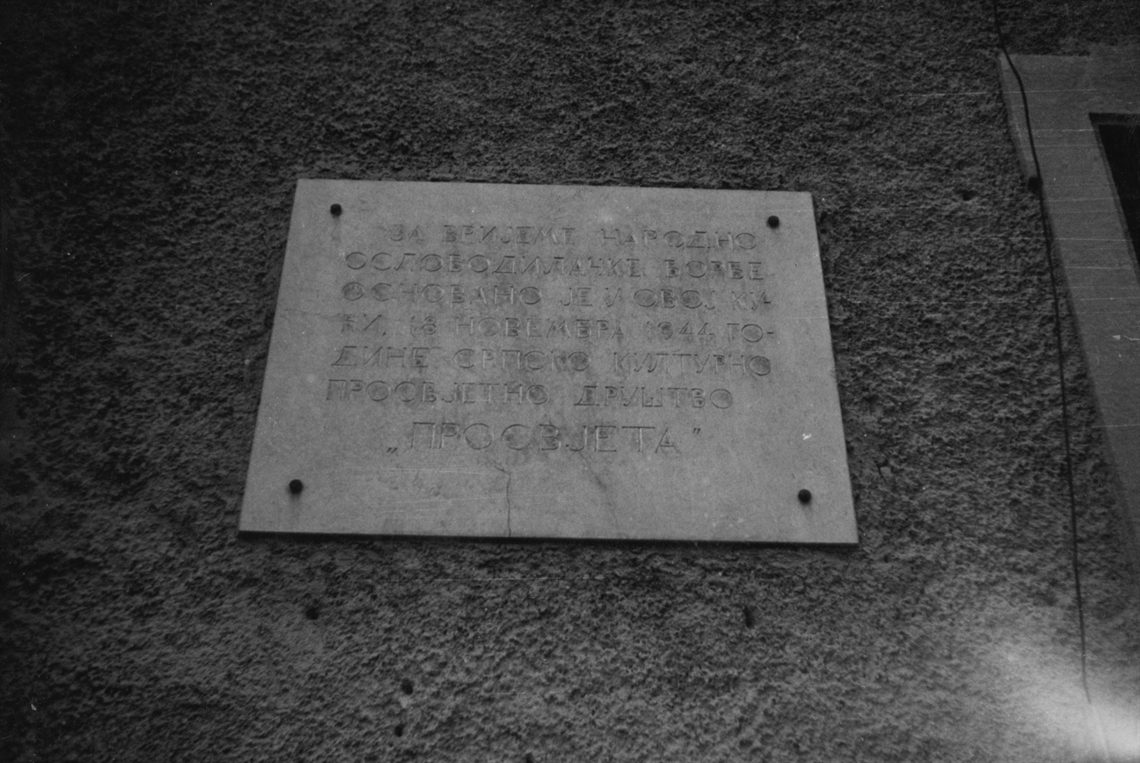 ЗА ВРИЈЕМЕ НАРОДНО
ОСЛОБОДИЛАЧКЕ БОРБЕ
ОСНОВАНО ЈЕ У ОВОЈ КУ-
ЋИ, 18 НОВЕМБРА 1944 ГО-
ДИНЕ СРПСКО КУЛТУРНО
ПРОСВЈЕТНО ДРУШТВО
„ПРОСВЈЕТА”